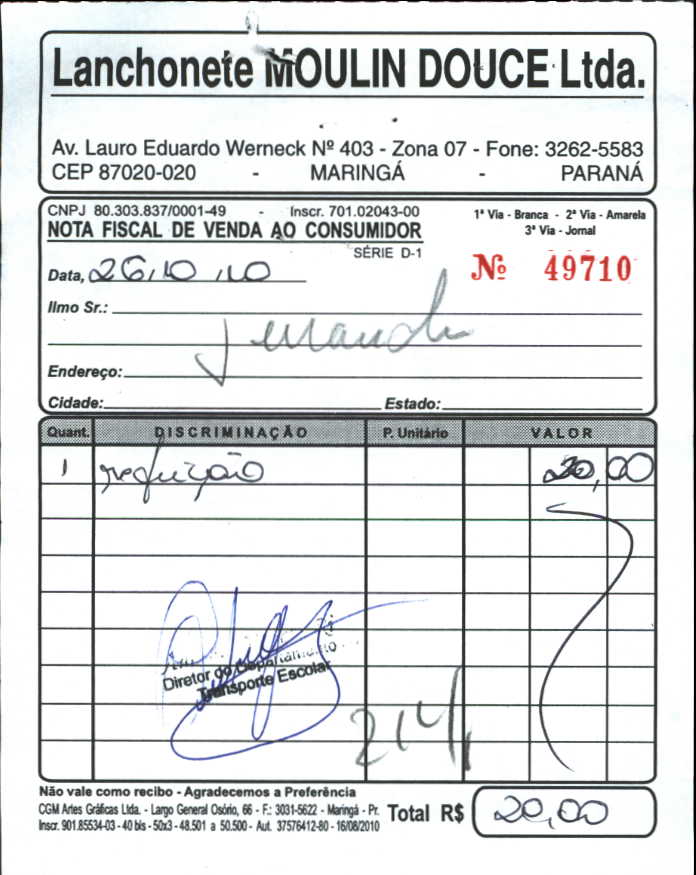 Lanchonete MOULIN DOUCE Ltda.
Av. Lauro Eduardo Werneck Nº 403 - Zona 07 - Fone: 3262-5583
CEP 87020-020 - MARINGÁ - PARANÁ
CNPJ 80.303.837/0001-49 - Inscr. 701.02043-00
1ª Via - Branca - 2ª Via - Amarela
3ª Via - Jornal
NOTA FISCAL DE VENDA AO CONSUMIDOR
SÉRIE D-1
Data, 26,10,10
Nº 49710
Ilmo Sr.:
Endereço:
Cidade: Estado:
Quant. DISCRIMINAÇÃO P. Unitário VALOR
1 refeição 20,00
Diretor do Departamento
Transporte Escolar
Não vale como recibo - Agradecemos a Preferência
CGM Artes Gráficas Ltda. - Largo General Osório, 66 - F.: 3031-5622 - Maringá - Pr.
Inscr. 901.85534-03 - 40 bls - 50x3 - 48.501 a 50.500 - Aut. 37576412-80 - 16/08/2010
Total R$ 20,00